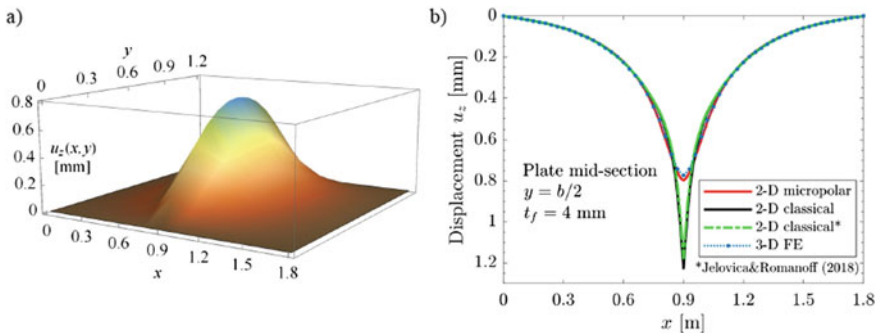 a)
y
0
0.3
0.6
0.9
1.2
0.8
0.6
0.4
0.2
0
u_z(x,y)
[mm]
0
0.3
0.6
0.9
1.2
1.5
1.8
x
b)
0
0.2
0.4
0.6
0.8
1
1.2
Displacement u_z [mm]
Plate mid-section
y = b/2
t_f = 4 mm
2-D micropolar
2-D classical
2-D classical*
3-D FE
*Jelovica&Romanoff (2018)
0
0.3
0.6
0.9
1.2
1.5
1.8
x [m]